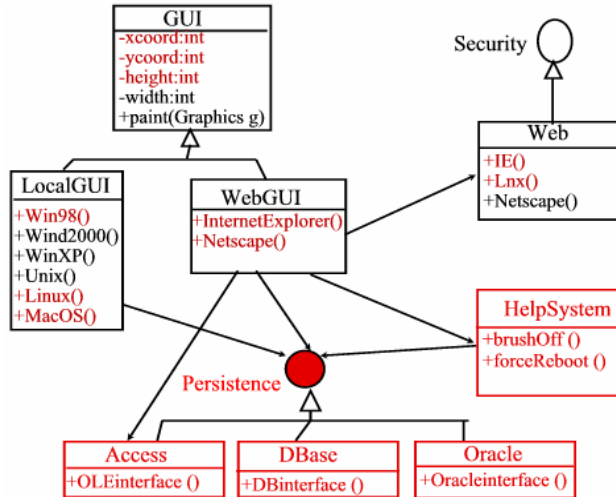 GUI
-xcoord:int
-ycoord:int
-height:int
-width:int
+paint(Graphics g)
Security
Web
+IE()
+Lnx()
+Netscape()
LocalGUI
+Win98()
+Wind2000()
+WinXP()
+Unix()
+Linux()
+MacOS()
WebGUI
+InternetExplorer()
+Netscape()
HelpSystem
+brushOff ()
+forceReboot ()
Persistence
Access
+OLEinterface ()
DBase
+DBinterface ()
Oracle
+Oracleinterface ()